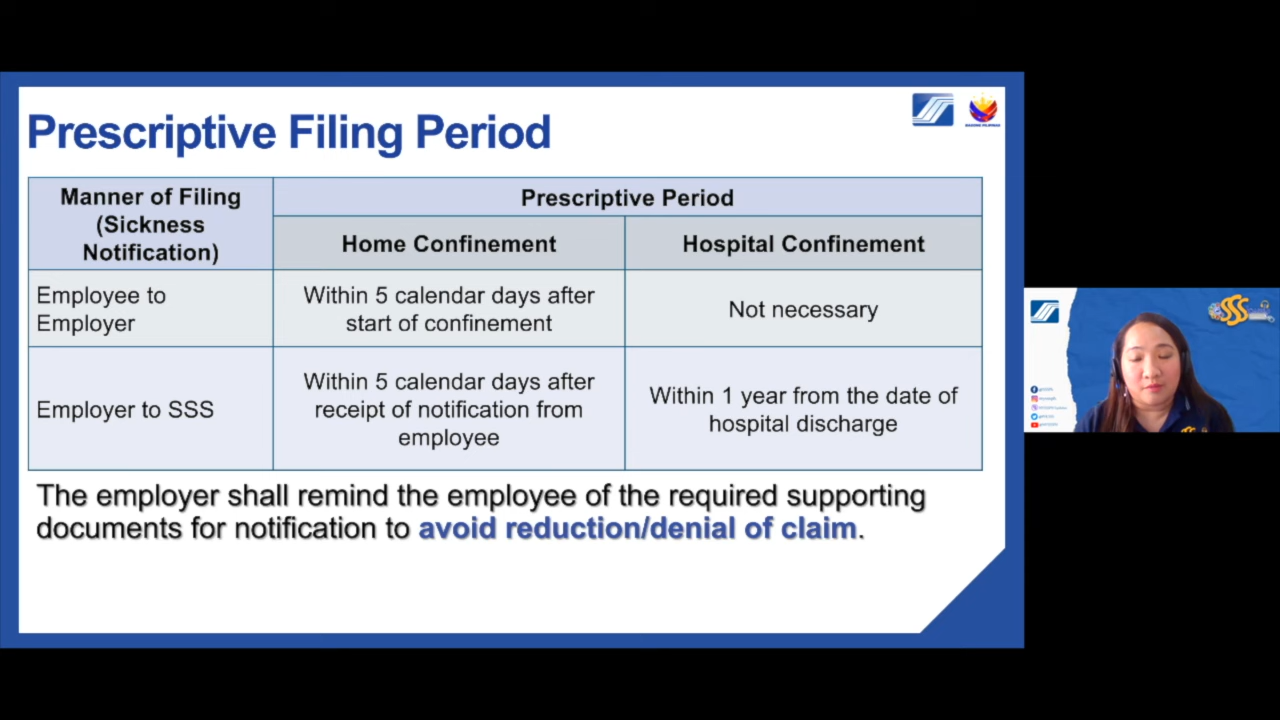 Prescriptive Filing Period
Manner of Filing
(Sickness
Notification)
Prescriptive Period
Home Confinement
Hospital Confinement
Employee to
Employer
Within 5 calendar days after
start of confinement
Not necessary
Employer to SSS
Within 5 calendar days after
receipt of notification from
employee
Within 1 year from the date of
hospital discharge
The employer shall remind the employee of the required supporting
documents for notification to avoid reduction/denial of claim.
SSS